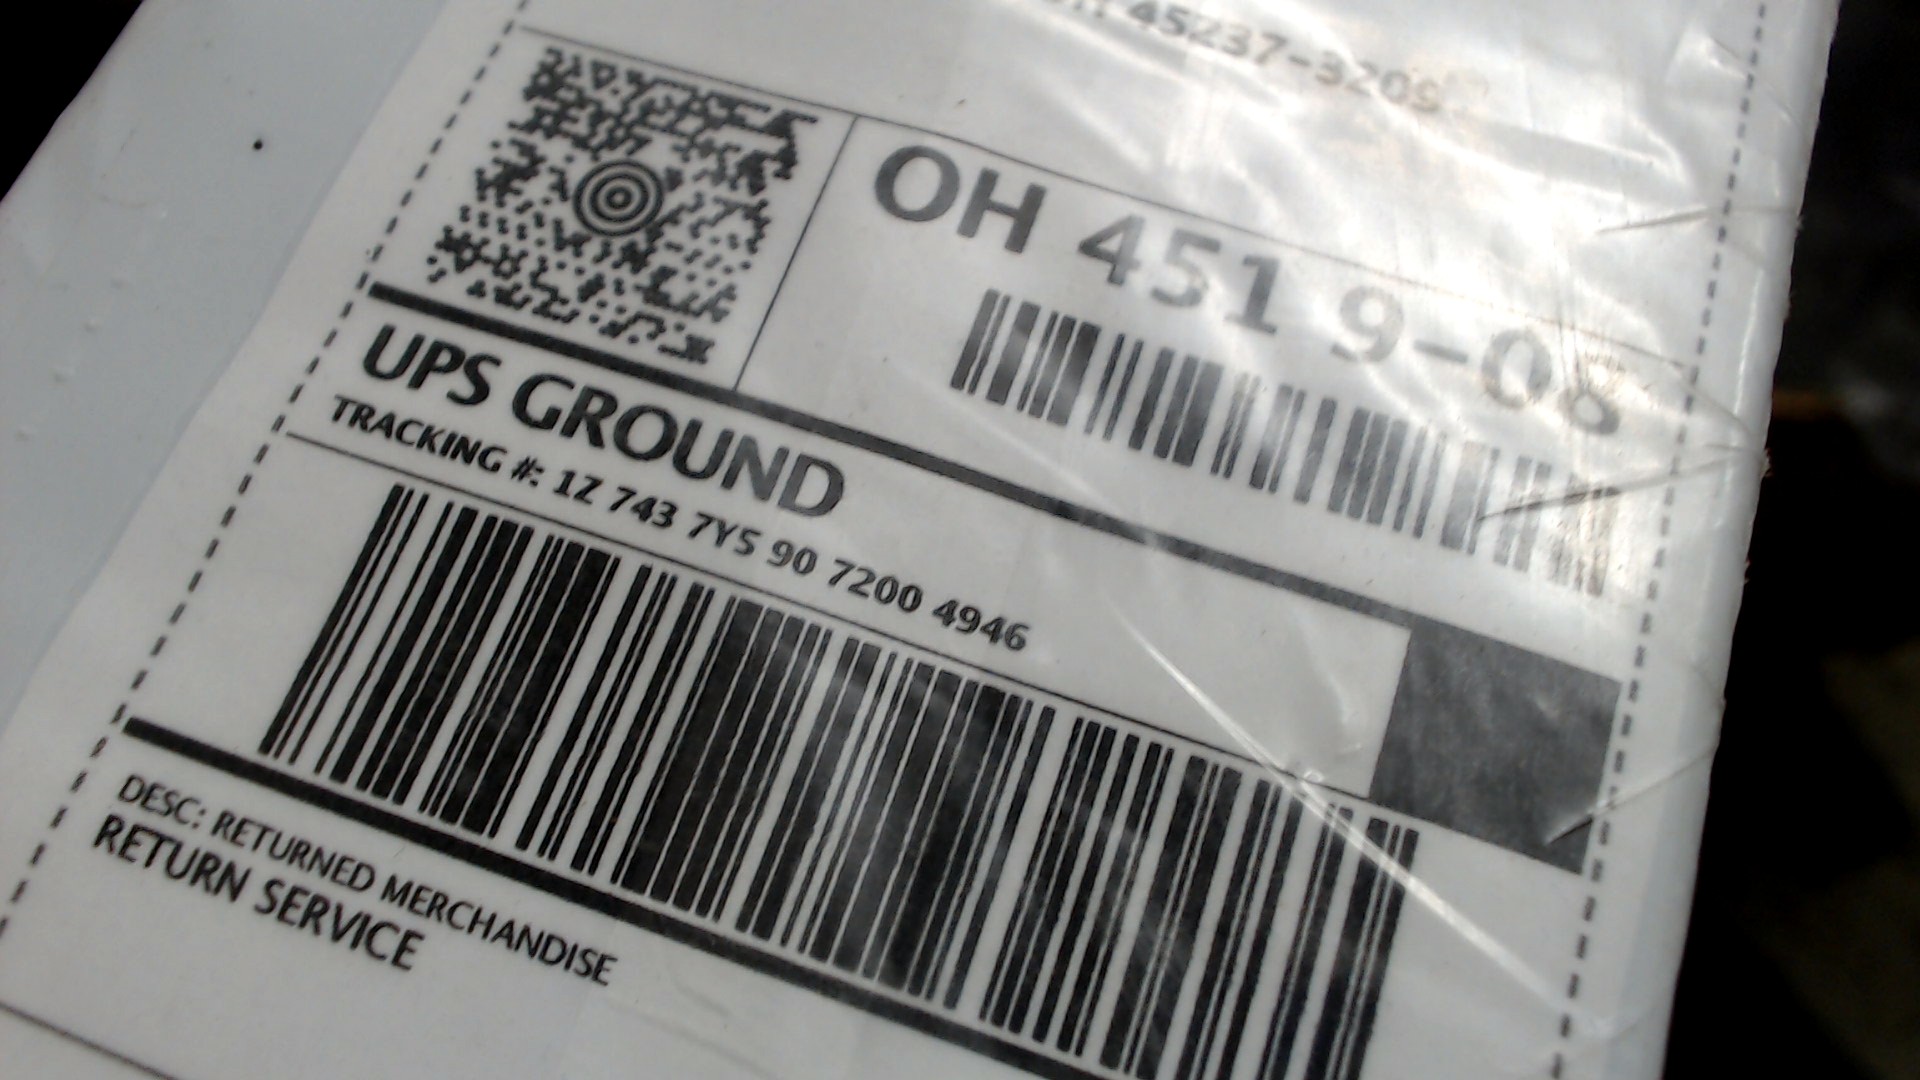 45237-3209
OH 451 9-08
UPS GROUND
TRACKING #: 1Z 743 7Y5 90 7200 4946
DESC: RETURNED MERCHANDISE
RETURN SERVICE